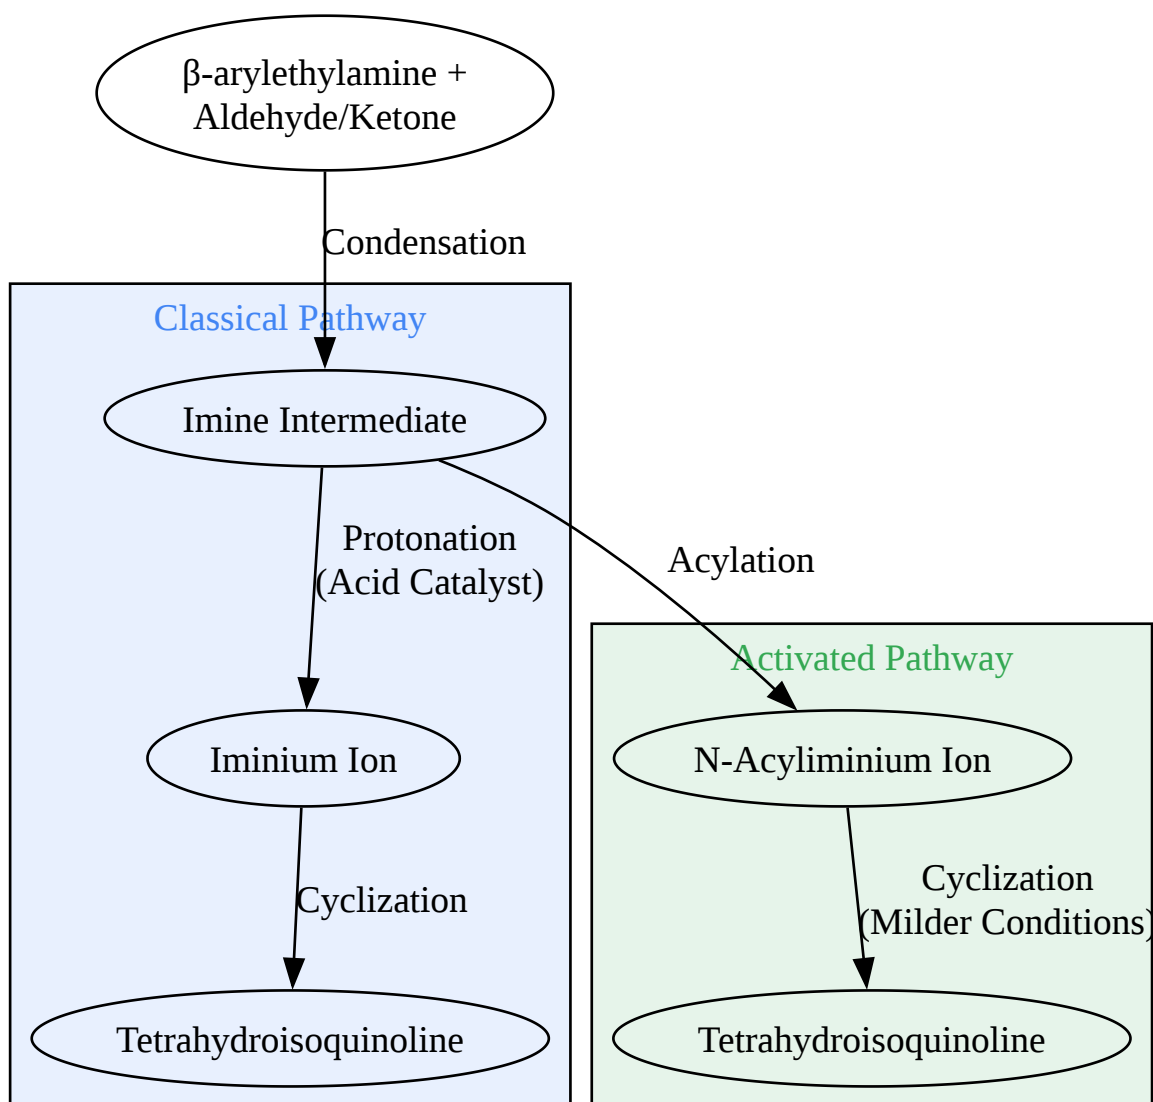 β-arylethylamine +
Aldehyde/Ketone
Condensation
Classical Pathway
Imine Intermediate
Protonation
(Acid Catalyst)
Acylation
Activated Pathway
Iminium Ion
N-Acyliminium Ion
Cyclization
Cyclization
(Milder Conditions)
Tetrahydroisoquinoline
Tetrahydroisoquinoline